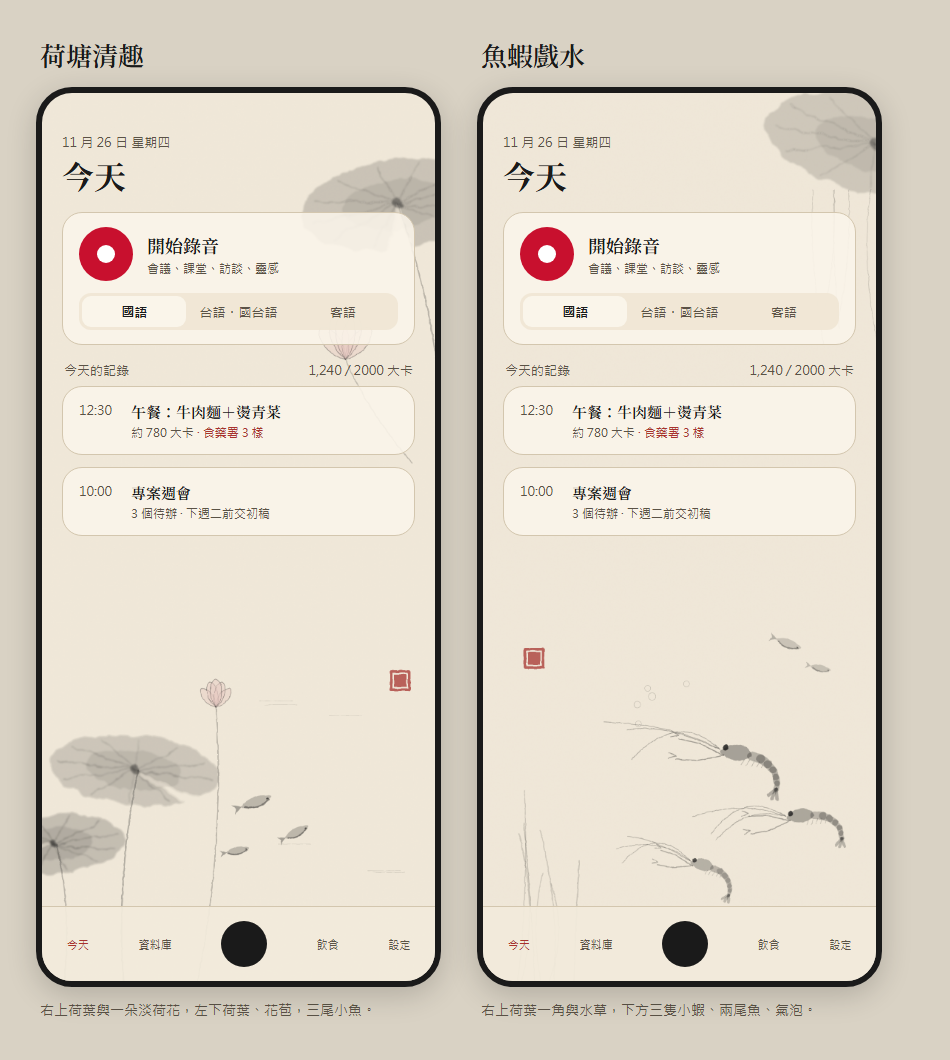 荷塘清趣
11 月 26 日 星期四
今天
開始錄音
會議、課堂、訪談、靈感
國語
台語・國台語
客語
今天的記錄
1,240 / 2000 大卡
12:30
午餐：牛肉麵＋燙青菜
約 780 大卡 · 食藥署 3 樣
10:00
專案週會
3 個待辦 · 下週二前交初稿
今天
資料庫
飲食
設定
右上荷葉與一朵淡荷花，左下荷葉、花苞，三尾小魚。
魚蝦戲水
11 月 26 日 星期四
今天
開始錄音
會議、課堂、訪談、靈感
國語
台語・國台語
客語
今天的記錄
1,240 / 2000 大卡
12:30
午餐：牛肉麵＋燙青菜
約 780 大卡 · 食藥署 3 樣
10:00
專案週會
3 個待辦 · 下週二前交初稿
今天
資料庫
飲食
設定
右上荷葉一角與水草，下方三隻小蝦、兩尾魚、氣泡。